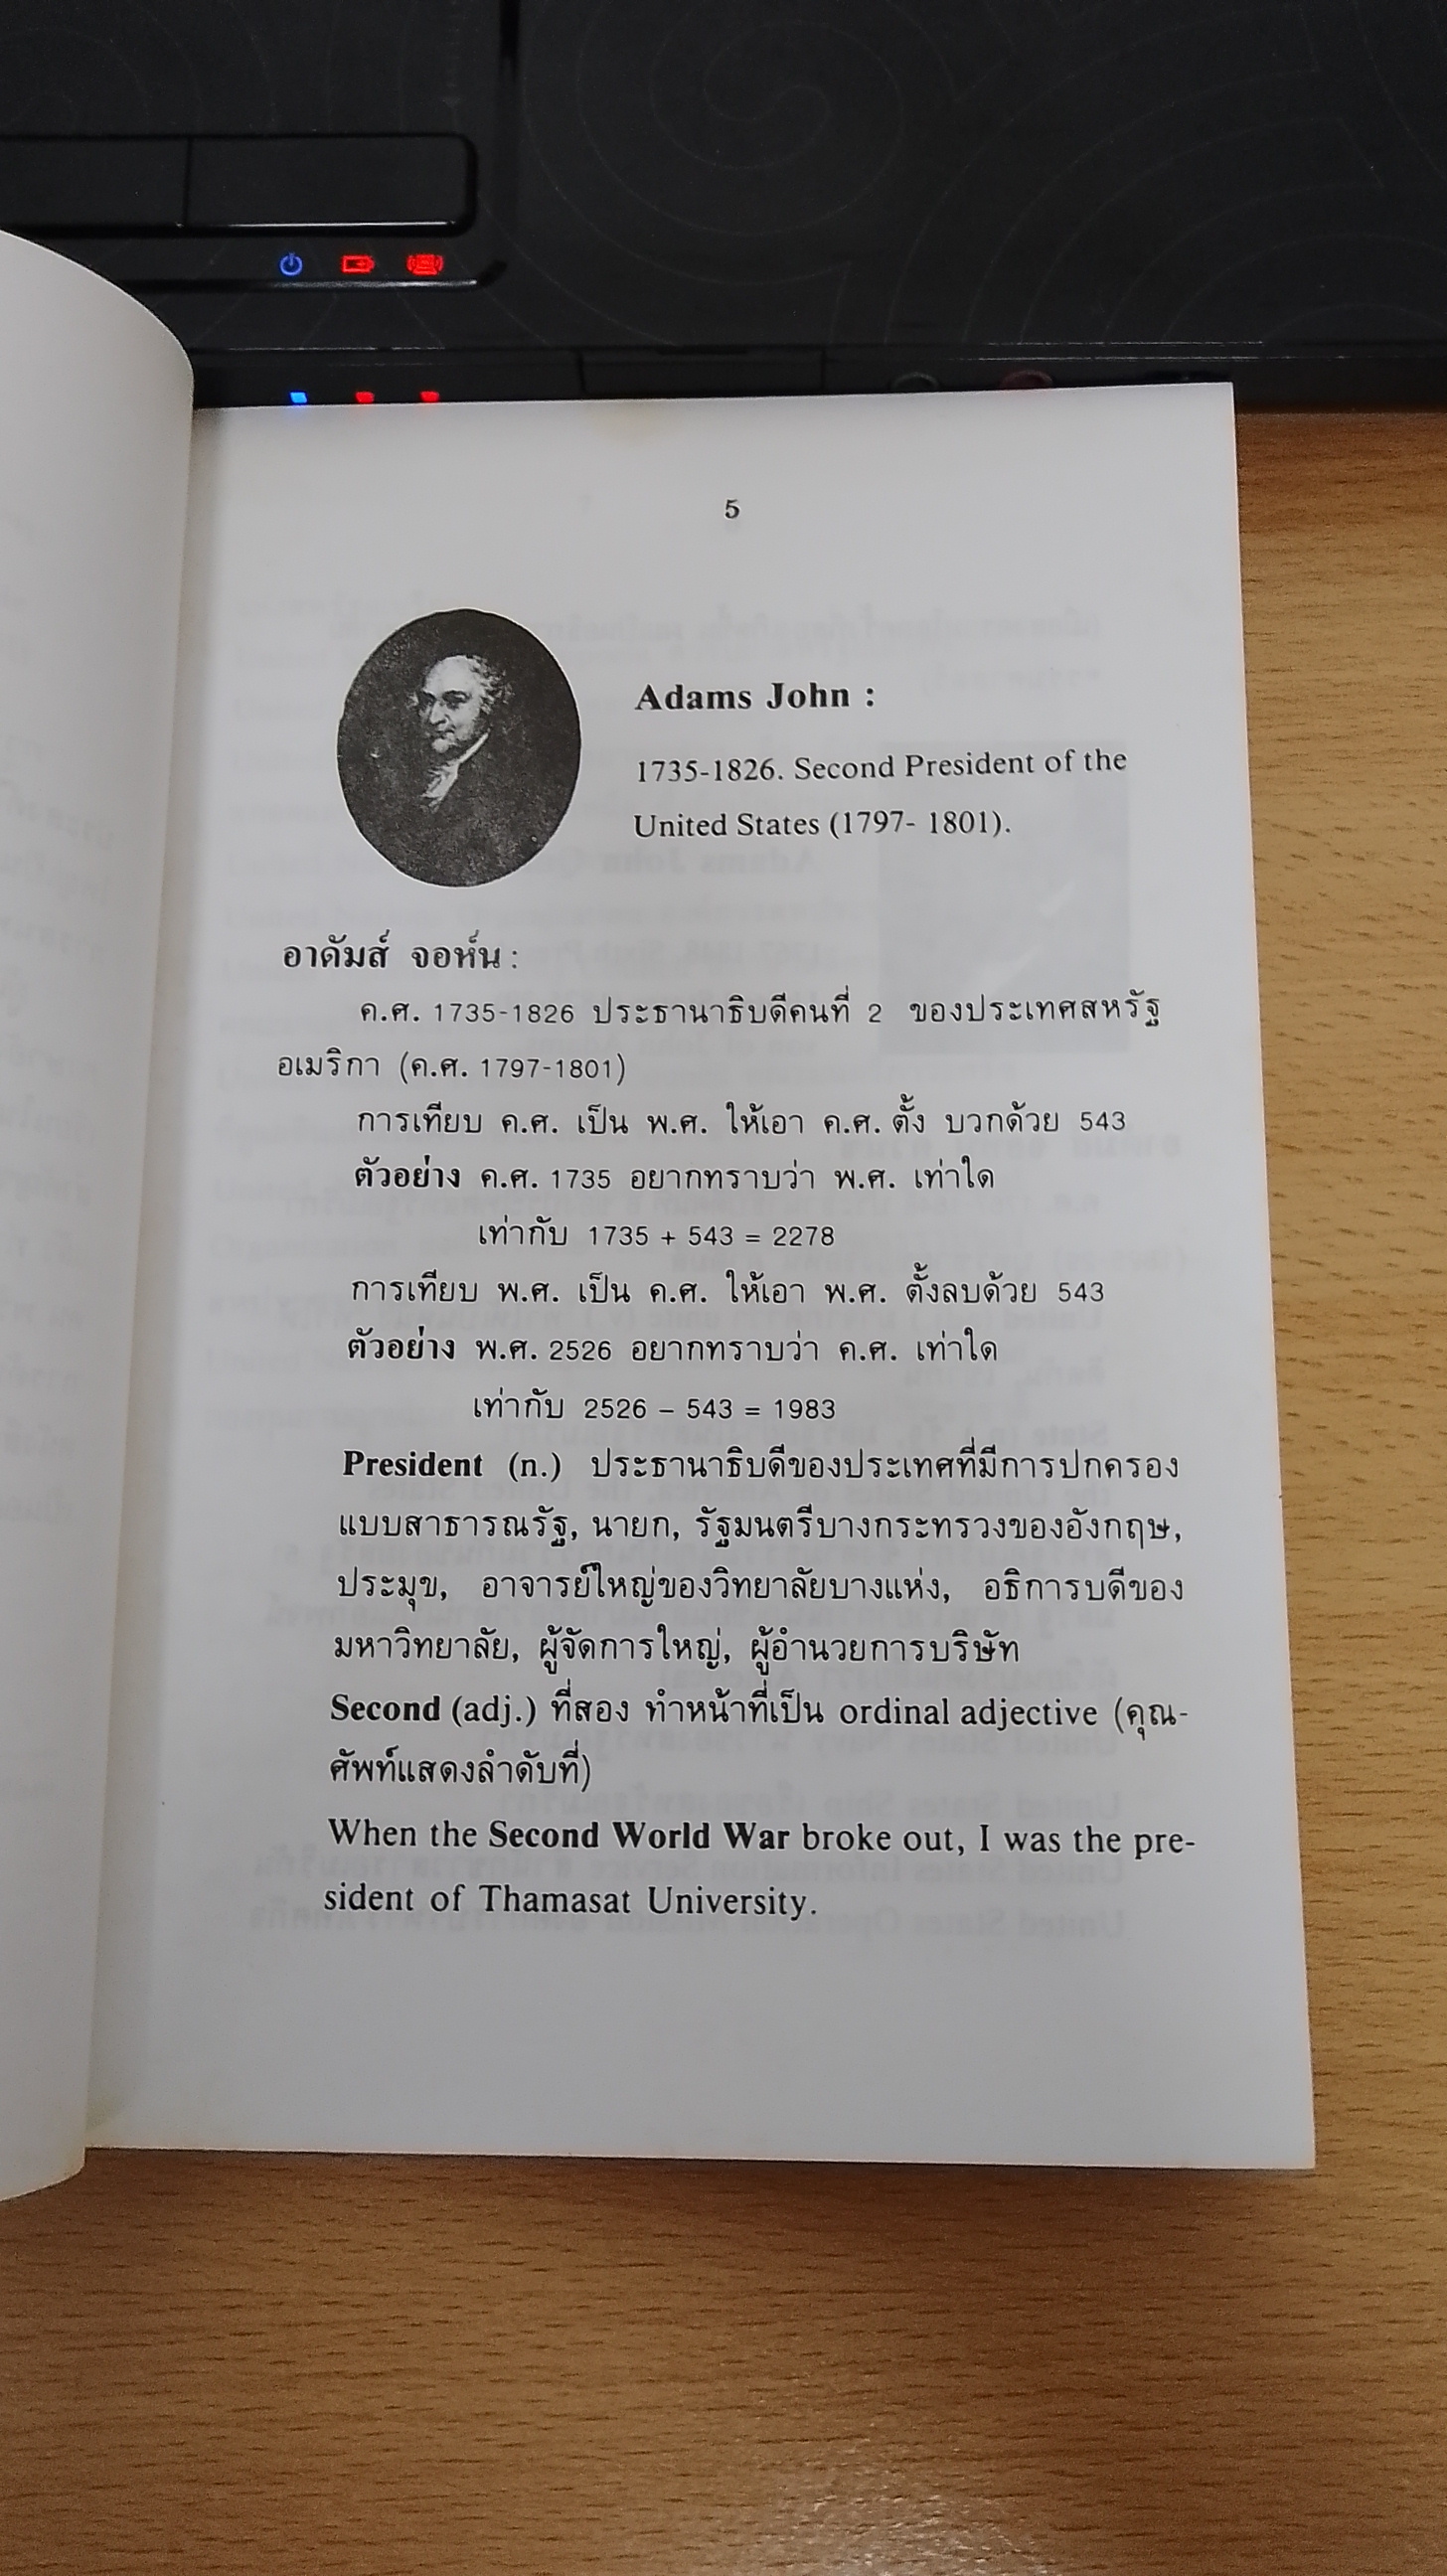 5
Adams John :
1735-1826. Second President of the
United States (1797- 1801).
อาดัมส์ จอห์น :
ค.ศ. 1735-1826 ประธานาธิบดีคนที่ 2 ของประเทศสหรัฐ
อเมริกา (ค.ศ. 1797-1801)
การเทียบ ค.ศ. เป็น พ.ศ. ให้เอา ค.ศ. ตั้ง บวกด้วย 543
ตัวอย่าง ค.ศ. 1735 อยากทราบว่า พ.ศ. เท่าใด
เท่ากับ 1735 + 543 = 2278
การเทียบ พ.ศ. เป็น ค.ศ. ให้เอา พ.ศ. ตั้งลบด้วย 543
ตัวอย่าง พ.ศ. 2526 อยากทราบว่า ค.ศ. เท่าใด
เท่ากับ 2526 – 543 = 1983
President (n.) ประธานาธิบดีของประเทศที่มีการปกครอง
แบบสาธารณรัฐ, นายก, รัฐมนตรีบางกระทรวงของอังกฤษ,
ประมุข, อาจารย์ใหญ่ของวิทยาลัยบางแห่ง, อธิการบดีของ
มหาวิทยาลัย, ผู้จัดการใหญ่, ผู้อำนวยการบริษัท
Second (adj.) ที่สอง ทำหน้าที่เป็น ordinal adjective (คุณ-
ศัพท์แสดงลำดับที่)
When the Second World War broke out, I was the pre-
sident of Thamasat University.